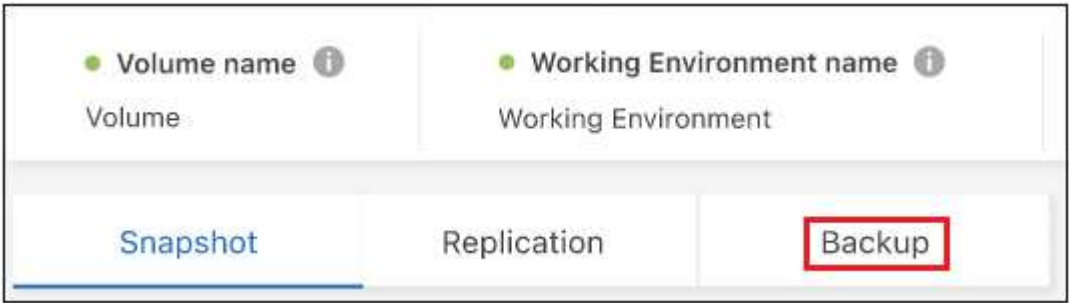 Volume name
Working Environment name
Volume
Working Environment
Snapshot
Replication
Backup